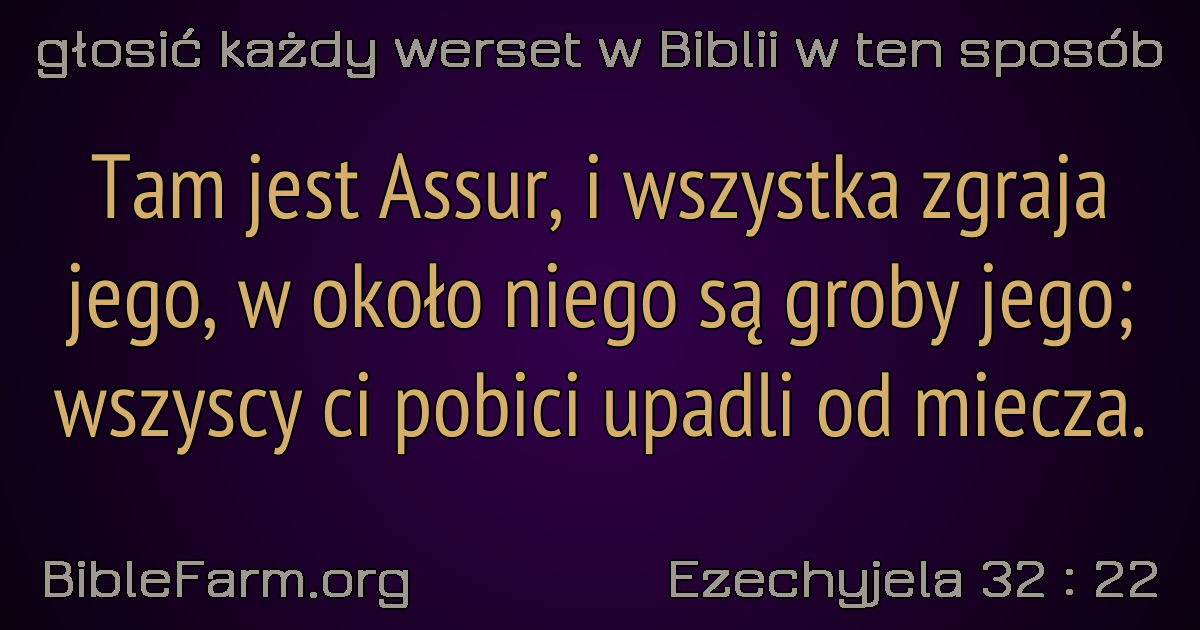 głosić każdy werset w Biblii w ten sposób
Tam jest Assur, i wszystka zgraja
jego, w około niego są groby jego;
wszyscy ci pobici upadli od miecza.
BibleFarm.org
Ezechyjela 32 : 22